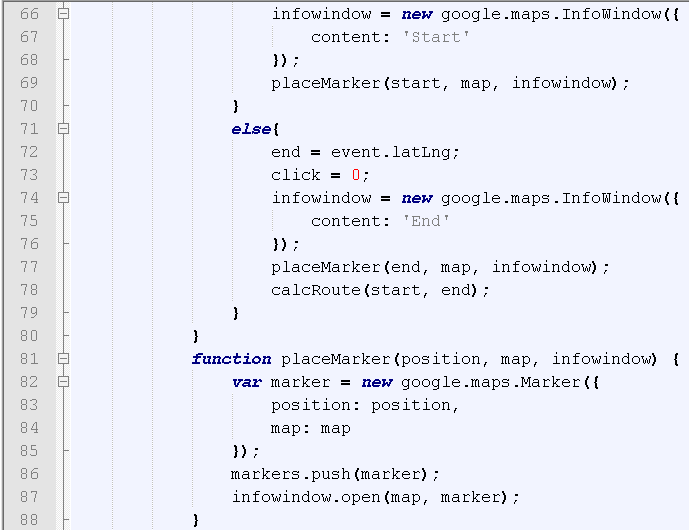 66 infowindow = new google.maps.InfoWindow({
67 content: 'Start'
68 });
69 placeMarker(start, map, infowindow);
70 }
71 else{
72 end = event.latLng;
73 click = 0;
74 infowindow = new google.maps.InfoWindow({
75 content: 'End'
76 });
77 placeMarker(end, map, infowindow);
78 calcRoute(start, end);
79 }
80 }
81 function placeMarker(position, map, infowindow) {
82 var marker = new google.maps.Marker({
83 position: position,
84 map: map
85 });
86 markers.push(marker);
87 infowindow.open(map, marker);
88 }